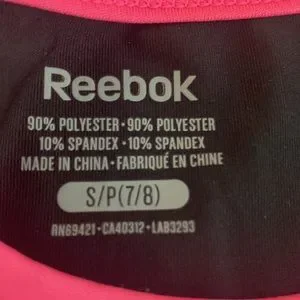 Reebok
90% POLYESTER•90% POLYESTER
10% SPANDEX•10% SPANDEX
MADE IN CHINA•FABRIQUÉ EN CHINE
S/P(7/8)
RN69421•CA40312•LAB3293